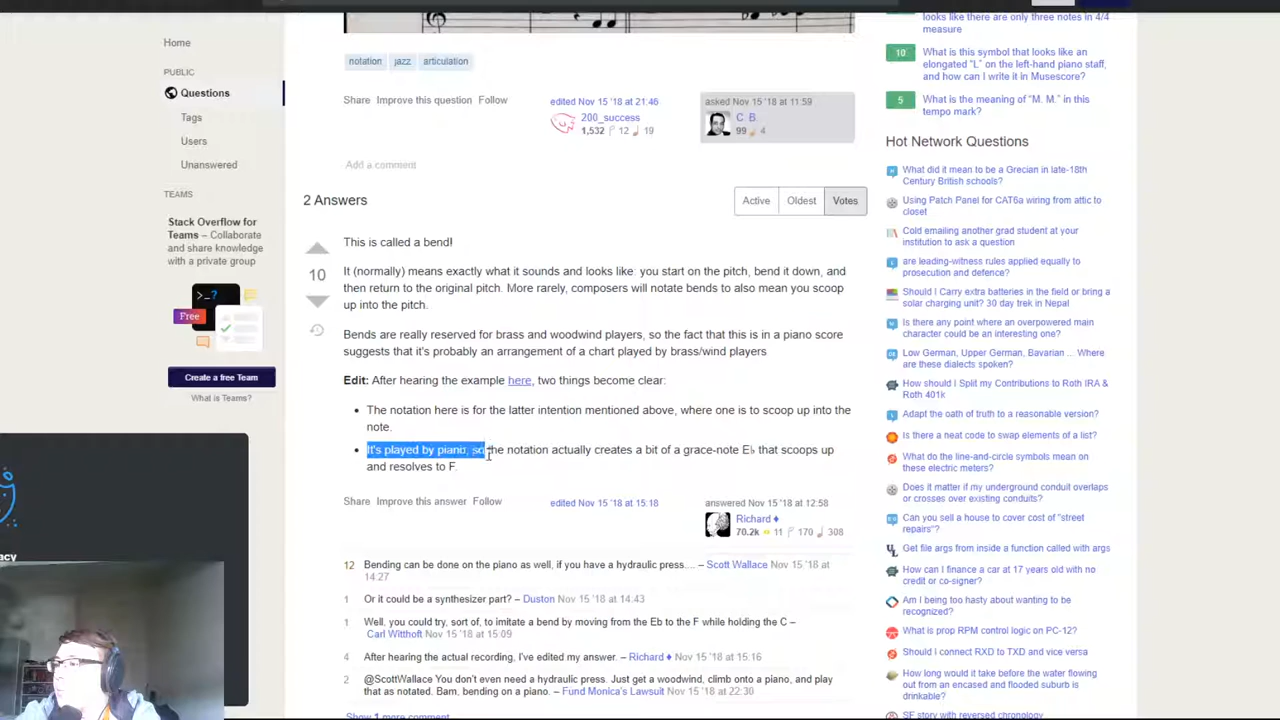 looks like there are only three notes in 4/4
measure
10
What is this symbol that looks like an
elongated "L" on the left-hand piano staff,
and how can I write it in Musescore?
5
What is the meaning of "M. M." in this
tempo mark?
Home
PUBLIC
Questions
Tags
Users
Unanswered
TEAMS
Stack Overflow for
Teams – Collaborate
and share knowledge
with a private group
>_?
Free
Create a free Team
What is Teams?
acy
notation
jazz
articulation
Share Improve this question Follow
edited Nov 15 '18 at 21:46
200_success
1,532 12 19
asked Nov 15 '18 at 11:59
C. B.
99 4
Add a comment
2 Answers
Active
Oldest
Votes
10
This is called a bend!
It (normally) means exactly what it sounds and looks like: you start on the pitch, bend it down, and
then return to the original pitch. More rarely, composers will notate bends to also mean you scoop
up into the pitch.
Bends are really reserved for brass and woodwind players, so the fact that this is in a piano score
suggests that it's probably an arrangement of a chart played by brass/wind players
Edit: After hearing the example here, two things become clear:
• The notation here is for the latter intention mentioned above, where one is to scoop up into the
note.
• It's played by piano, so the notation actually creates a bit of a grace-note E♭ that scoops up
and resolves to F.
Share Improve this answer Follow
edited Nov 15 '18 at 15:18
answered Nov 15 '18 at 12:58
Richard ♦
70.2k 11 170 308
12 Bending can be done on the piano as well, if you have a hydraulic press.... – Scott Wallace Nov 15 '18 at
14:27
1 Or it could be a synthesizer part? – Duston Nov 15 '18 at 14:43
1 Well, you could try, sort of, to imitate a bend by moving from the Eb to the F while holding the C –
Carl Witthoft Nov 15 '18 at 15:09
4 After hearing the actual recording, I've edited my answer. – Richard ♦ Nov 15 '18 at 15:16
2 @ScottWallace You don't even need a hydraulic press. Just get a woodwind, climb onto a piano, and play
that as notated. Bam, bending on a piano. – Fund Monica's Lawsuit Nov 15 '18 at 22:30
Show 1 more comment
Hot Network Questions
What did it mean to be a Grecian in late-18th
Century British schools?
Using Patch Panel for CAT6a wiring from attic to
closet
Cold emailing another grad student at your
institution to ask a question
are leading-witness rules applied equally to
prosecution and defence?
Should I Carry extra batteries in the field or bring a
solar charging unit? 30 day trek in Nepal
Is there any point where an overpowered main
character could be an interesting one?
Low German, Upper German, Bavarian ... Where
are these dialects spoken?
How should I Split my Contributions to Roth IRA &
Roth 401k
Adapt the oath of truth to a reasonable version?
Is there a neat code to swap elements of a list?
What do the line-and-circle symbols mean on
these electric meters?
Does it matter if my underground conduit overlaps
or crosses over existing conduits?
Can you sell a house to cover cost of "street
repairs"?
Get file args from inside a function called with args
How can I finance a car at 17 years old with no
credit or co-signer?
Am I being too hasty about wanting to be
recognized?
What is prop RPM control logic on PC-12?
Should I connect RXD to TXD and vice versa
How long would it take before the water flowing
out from an encased and flooded suburb is
drinkable?
SF story with reversed chronology